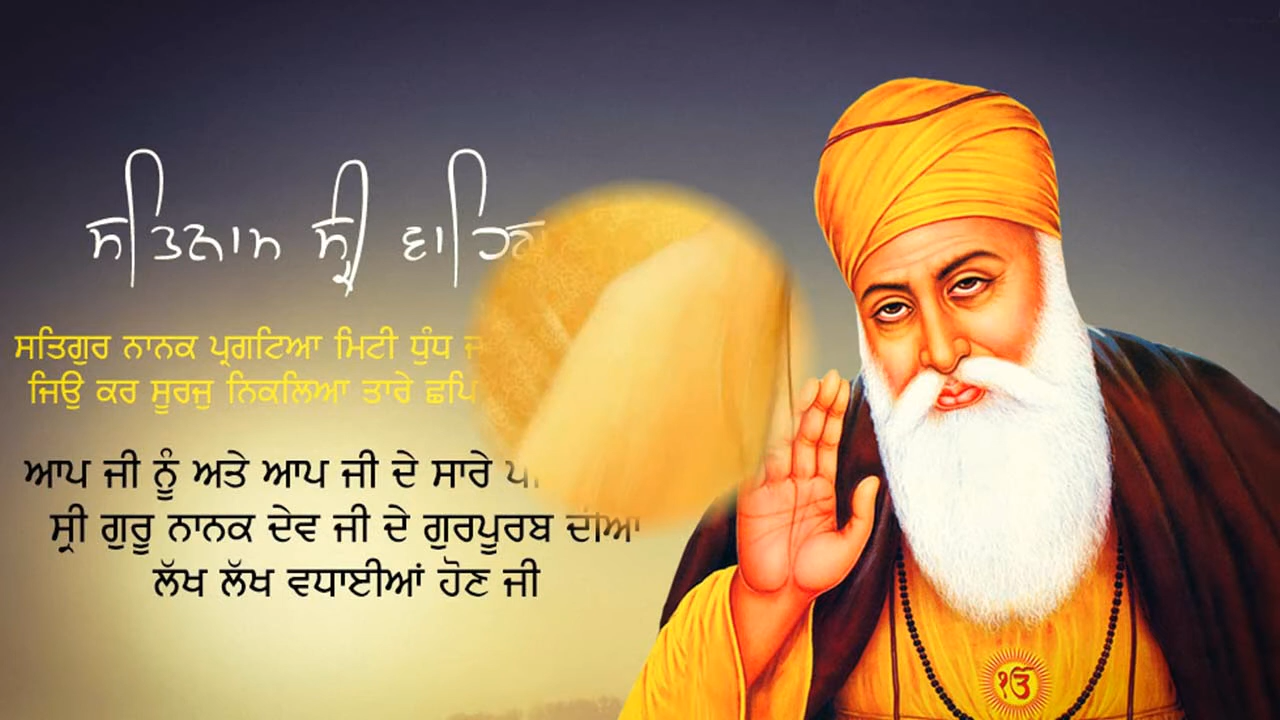 ਸਤਿਨਾਮ ਸ੍ਰੀ
ਸਤਿਗੁਰ ਨਾਨਕ ਪ੍ਰਗਟਿਆ ਮਿਟੀ ਧੁੰਧ
ਜਿਉ ਕਰ ਸੂਰਜੁ ਨਿਕਲਿਆ ਤਾਰੇ
ਆਪ ਜੀ ਨੂੰ ਅਤੇ ਆਪ ਜੀ ਦੇ ਸਾਰੇ
ਸ੍ਰੀ ਗੁਰੂ ਨਾਨਕ ਦੇਵ ਜੀ ਦੇ ਗੁਰਪੂਰਬ ਦੀਆਂ
ਲੱਖ ਲੱਖ ਵਧਾਈਆਂ ਹੋਣ ਜੀ
ੴ